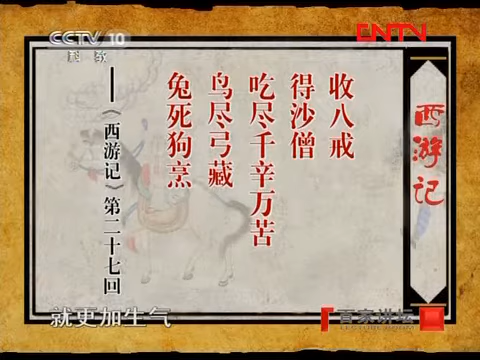 CCTV 10
科教
CNTV
西游记
收八戒
得沙僧
吃尽千辛万苦
鸟尽弓藏
兔死狗烹
——《西游记》第二十七回
就更加生气
百家讲坛